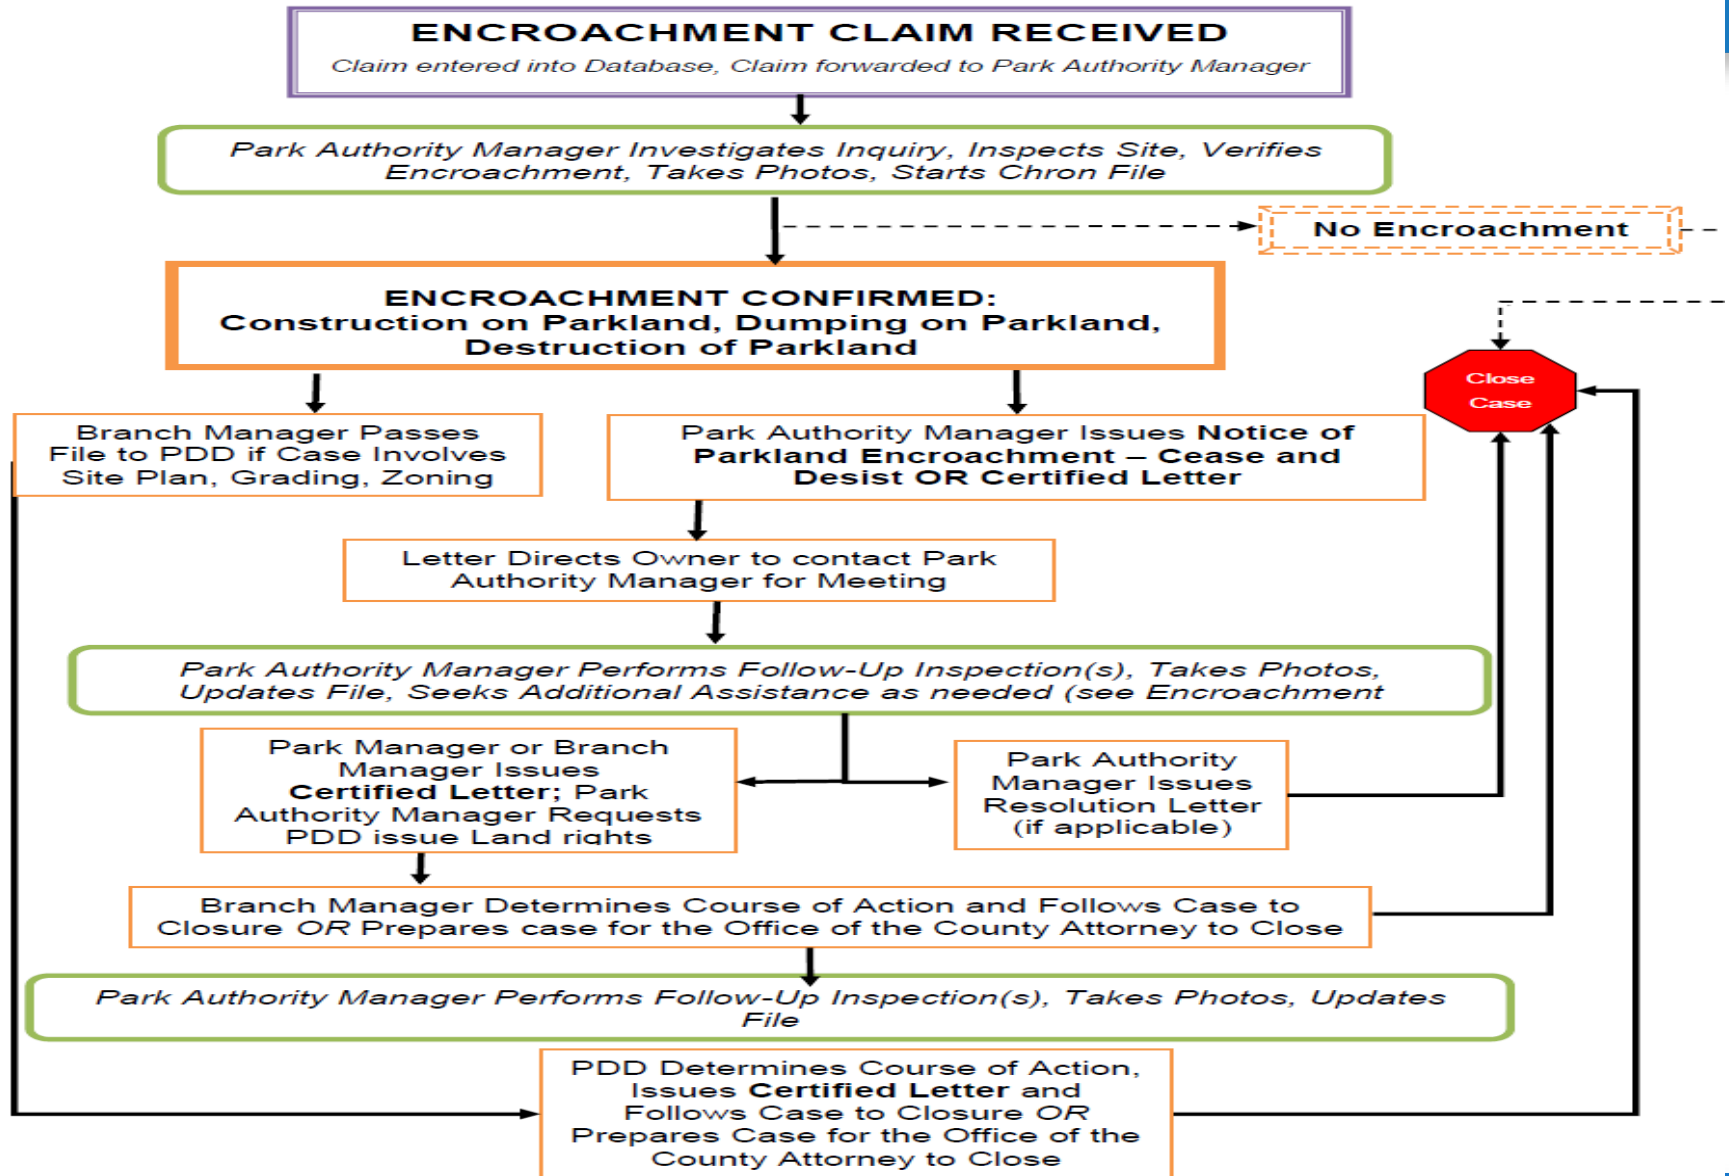 ENCROACHMENT CLAIM RECEIVED
Claim entered into Database, Claim forwarded to Park Authority Manager
Park Authority Manager Investigates Inquiry, Inspects Site, Verifies
Encroachment, Takes Photos, Starts Chron File
No Encroachment
ENCROACHMENT CONFIRMED:
Construction on Parkland, Dumping on Parkland,
Destruction of Parkland
Close
Case
Branch Manager Passes
File to PDD if Case Involves
Site Plan, Grading, Zoning
Park Authority Manager Issues Notice of
Parkland Encroachment – Cease and
Desist OR Certified Letter
Letter Directs Owner to contact Park
Authority Manager for Meeting
Park Authority Manager Performs Follow-Up Inspection(s), Takes Photos,
Updates File, Seeks Additional Assistance as needed (see Encroachment
Park Manager or Branch
Manager Issues
Certified Letter; Park
Authority Manager Requests
PDD issue Land rights
Park Authority
Manager Issues
Resolution Letter
(if applicable)
Branch Manager Determines Course of Action and Follows Case to
Closure OR Prepares case for the Office of the County Attorney to Close
Park Authority Manager Performs Follow-Up Inspection(s), Takes Photos, Updates
File
PDD Determines Course of Action,
Issues Certified Letter and
Follows Case to Closure OR
Prepares Case for the Office of the
County Attorney to Close